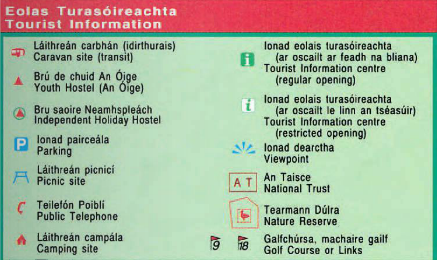 Eolas Turasóireachta
Tourist Information
Láithreán carbhán (idirthurais)
Caravan site (transit)
Brú de chuid An Óige
Youth Hostel (An Óige)
Bru saoire Neamhspleách
Independent Holiday Hostel
P
Ionad pairceála
Parking
Láithreán picnicí
Picnic site
Teilefón Poiblí
Public Telephone
Láithreán campála
Camping site
i
Ionad eolais turasóireachta
(ar oscailt ar feadh na bliana)
Tourist Information centre
(regular opening)
i
Ionad eolais turasóireachta
(ar oscailt le linn an tséasúir)
Tourist Information centre
(restricted opening)
Ionad dearctha
Viewpoint
A T
An Taisce
National Trust
Tearmann Dúlra
Nature Reserve
9 18
Galfchúrsa, machaire gailf
Golf Course or Links